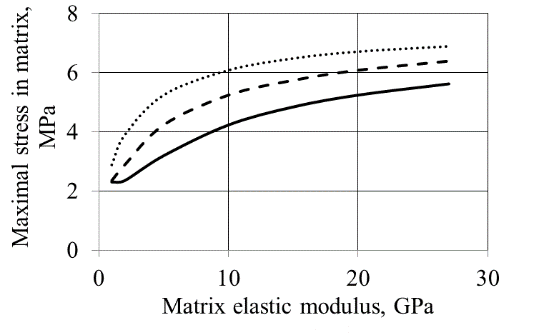 Maximal stress in matrix,
MPa
8
6
4
2
0
0 10 20 30
Matrix elastic modulus, GPa